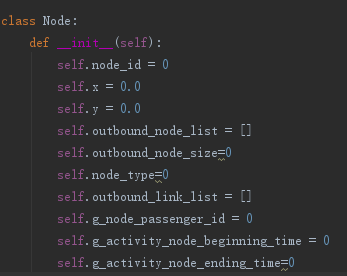 class Node:
    def __init__(self):
        self.node_id = 0
        self.x = 0.0
        self.y = 0.0
        self.outbound_node_list = []
        self.outbound_node_size=0
        self.node_type=0
        self.outbound_link_list = []
        self.g_node_passenger_id = 0
        self.g_activity_node_beginning_time = 0
        self.g_activity_node_ending_time=0